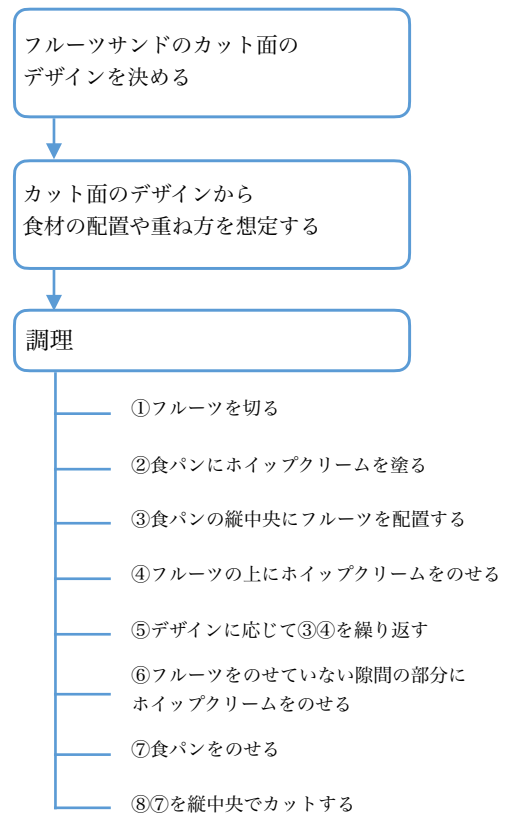 フルーツサンドのカット面の
デザインを決める
カット面のデザインから
食材の配置や重ね方を想定する
調理
①フルーツを切る
②食パンにホイップクリームを塗る
③食パンの縦中央にフルーツを配置する
④フルーツの上にホイップクリームをのせる
⑤デザインに応じて③④を繰り返す
⑥フルーツをのせていない隙間の部分に
ホイップクリームをのせる
⑦食パンをのせる
⑧⑦を縦中央でカットする